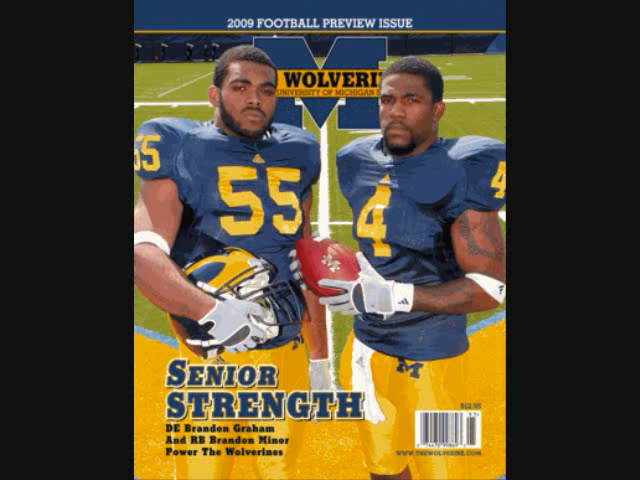 2009 FOOTBALL PREVIEW ISSUE
M
WOLVERINE
UNIVERSITY OF MICHIGAN
55
55
4
4
M
SENIOR
STRENGTH
DE Brandon Graham
And RB Brandon Minor
Power The Wolverines
$12.95
WWW.THEWOLVERINE.COM